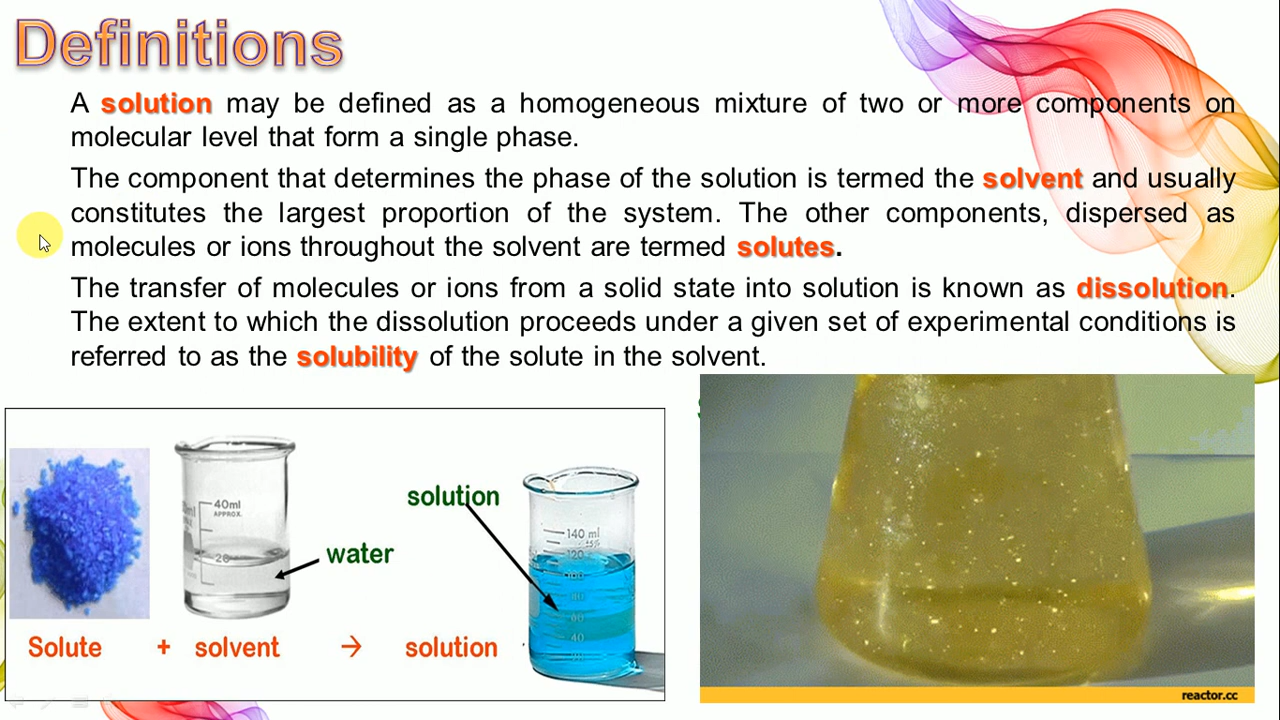 Definitions
A solution may be defined as a homogeneous mixture of two or more components on
molecular level that form a single phase.
The component that determines the phase of the solution is termed the solvent and usually
constitutes the largest proportion of the system. The other components, dispersed as
molecules or ions throughout the solvent are termed solutes.
The transfer of molecules or ions from a solid state into solution is known as dissolution.
The extent to which the dissolution proceeds under a given set of experimental conditions is
referred to as the solubility of the solute in the solvent.
40ml
APPROX.
20
water
solution
140 ml
120
100
80
60
40
Solute + solvent → solution
reactor.cc